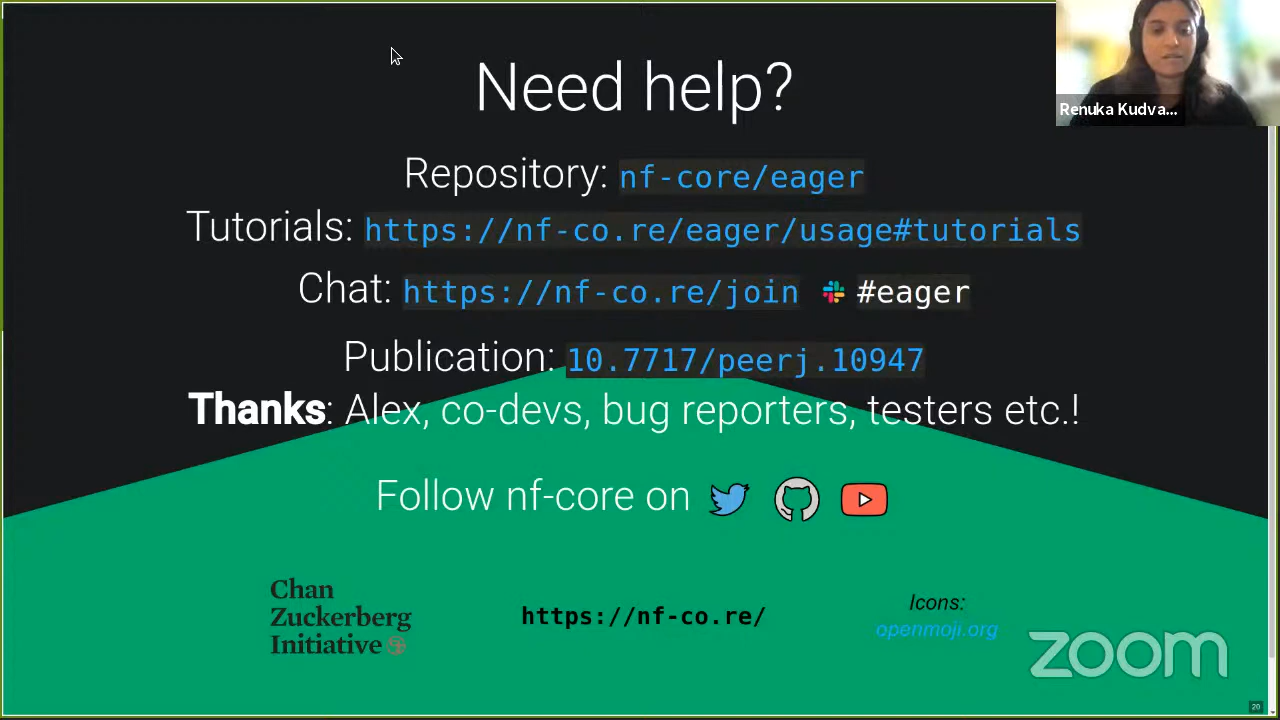 Need help?
Renuka Kudva...
Repository: nf-core/eager
Tutorials: https://nf-co.re/eager/usage#tutorials
Chat: https://nf-co.re/join #eager
Publication: 10.7717/peerj.10947
Thanks: Alex, co-devs, bug reporters, testers etc.!
Follow nf-core on
Chan
Zuckerberg
Initiative
https://nf-co.re/
Icons:
openmoji.org
zoom
20